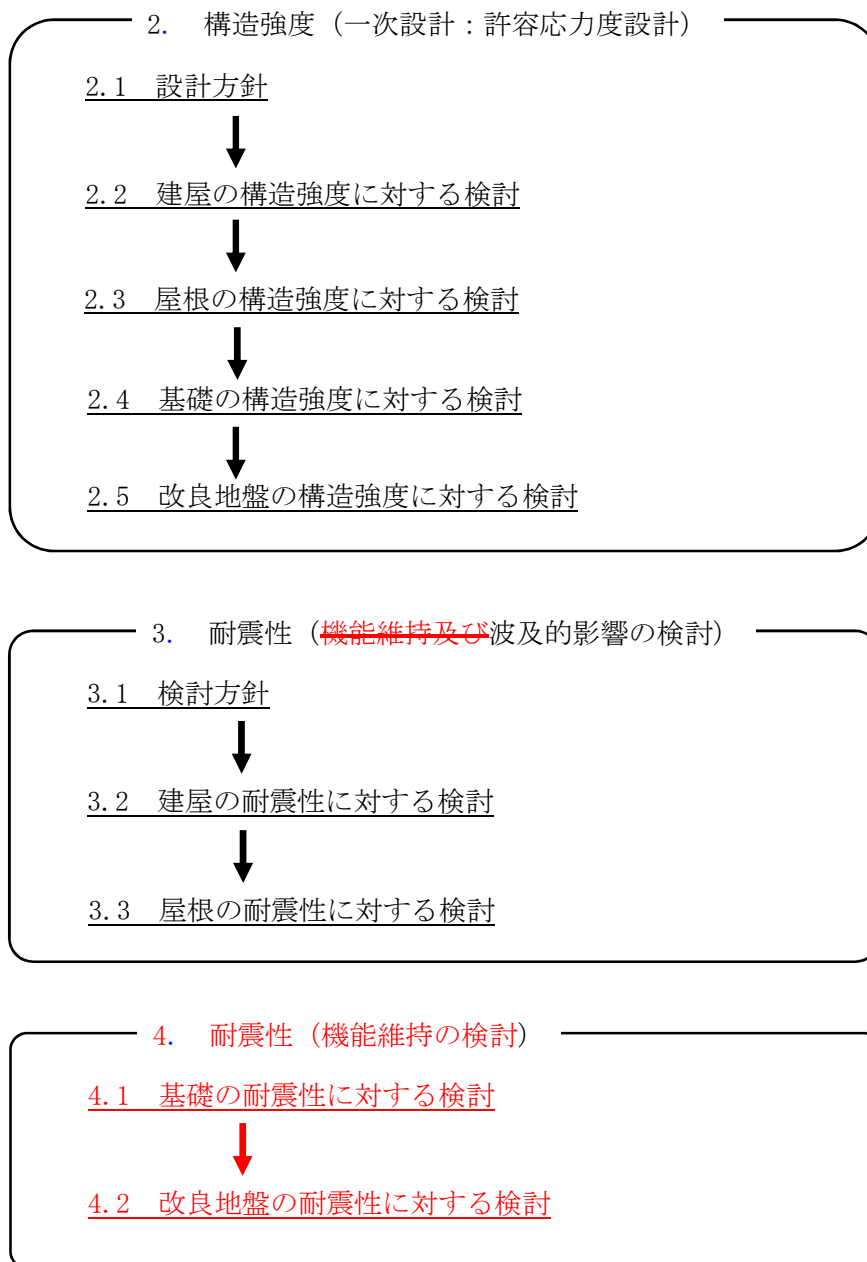 2. 構造強度（一次設計：許容応力度設計）
2.1 設計方針
2.2 建屋の構造強度に対する検討
2.3 屋根の構造強度に対する検討
2.4 基礎の構造強度に対する検討
2.5 改良地盤の構造強度に対する検討
3. 耐震性（機能維持及び波及的影響の検討）
3.1 検討方針
3.2 建屋の耐震性に対する検討
3.3 屋根の耐震性に対する検討
4. 耐震性（機能維持の検討）
4.1 基礎の耐震性に対する検討
4.2 改良地盤の耐震性に対する検討